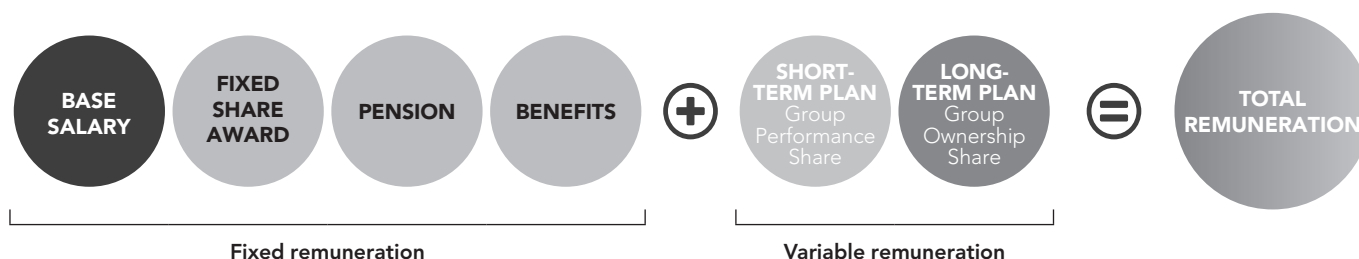 BASE
SALARY
FIXED
SHARE
AWARD
PENSION
BENEFITS
+
SHORT-
TERM PLAN
Group
Performance
Share
LONG-
TERM PLAN
Group
Ownership
Share
=
TOTAL
REMUNERATION
Fixed remuneration
Variable remuneration